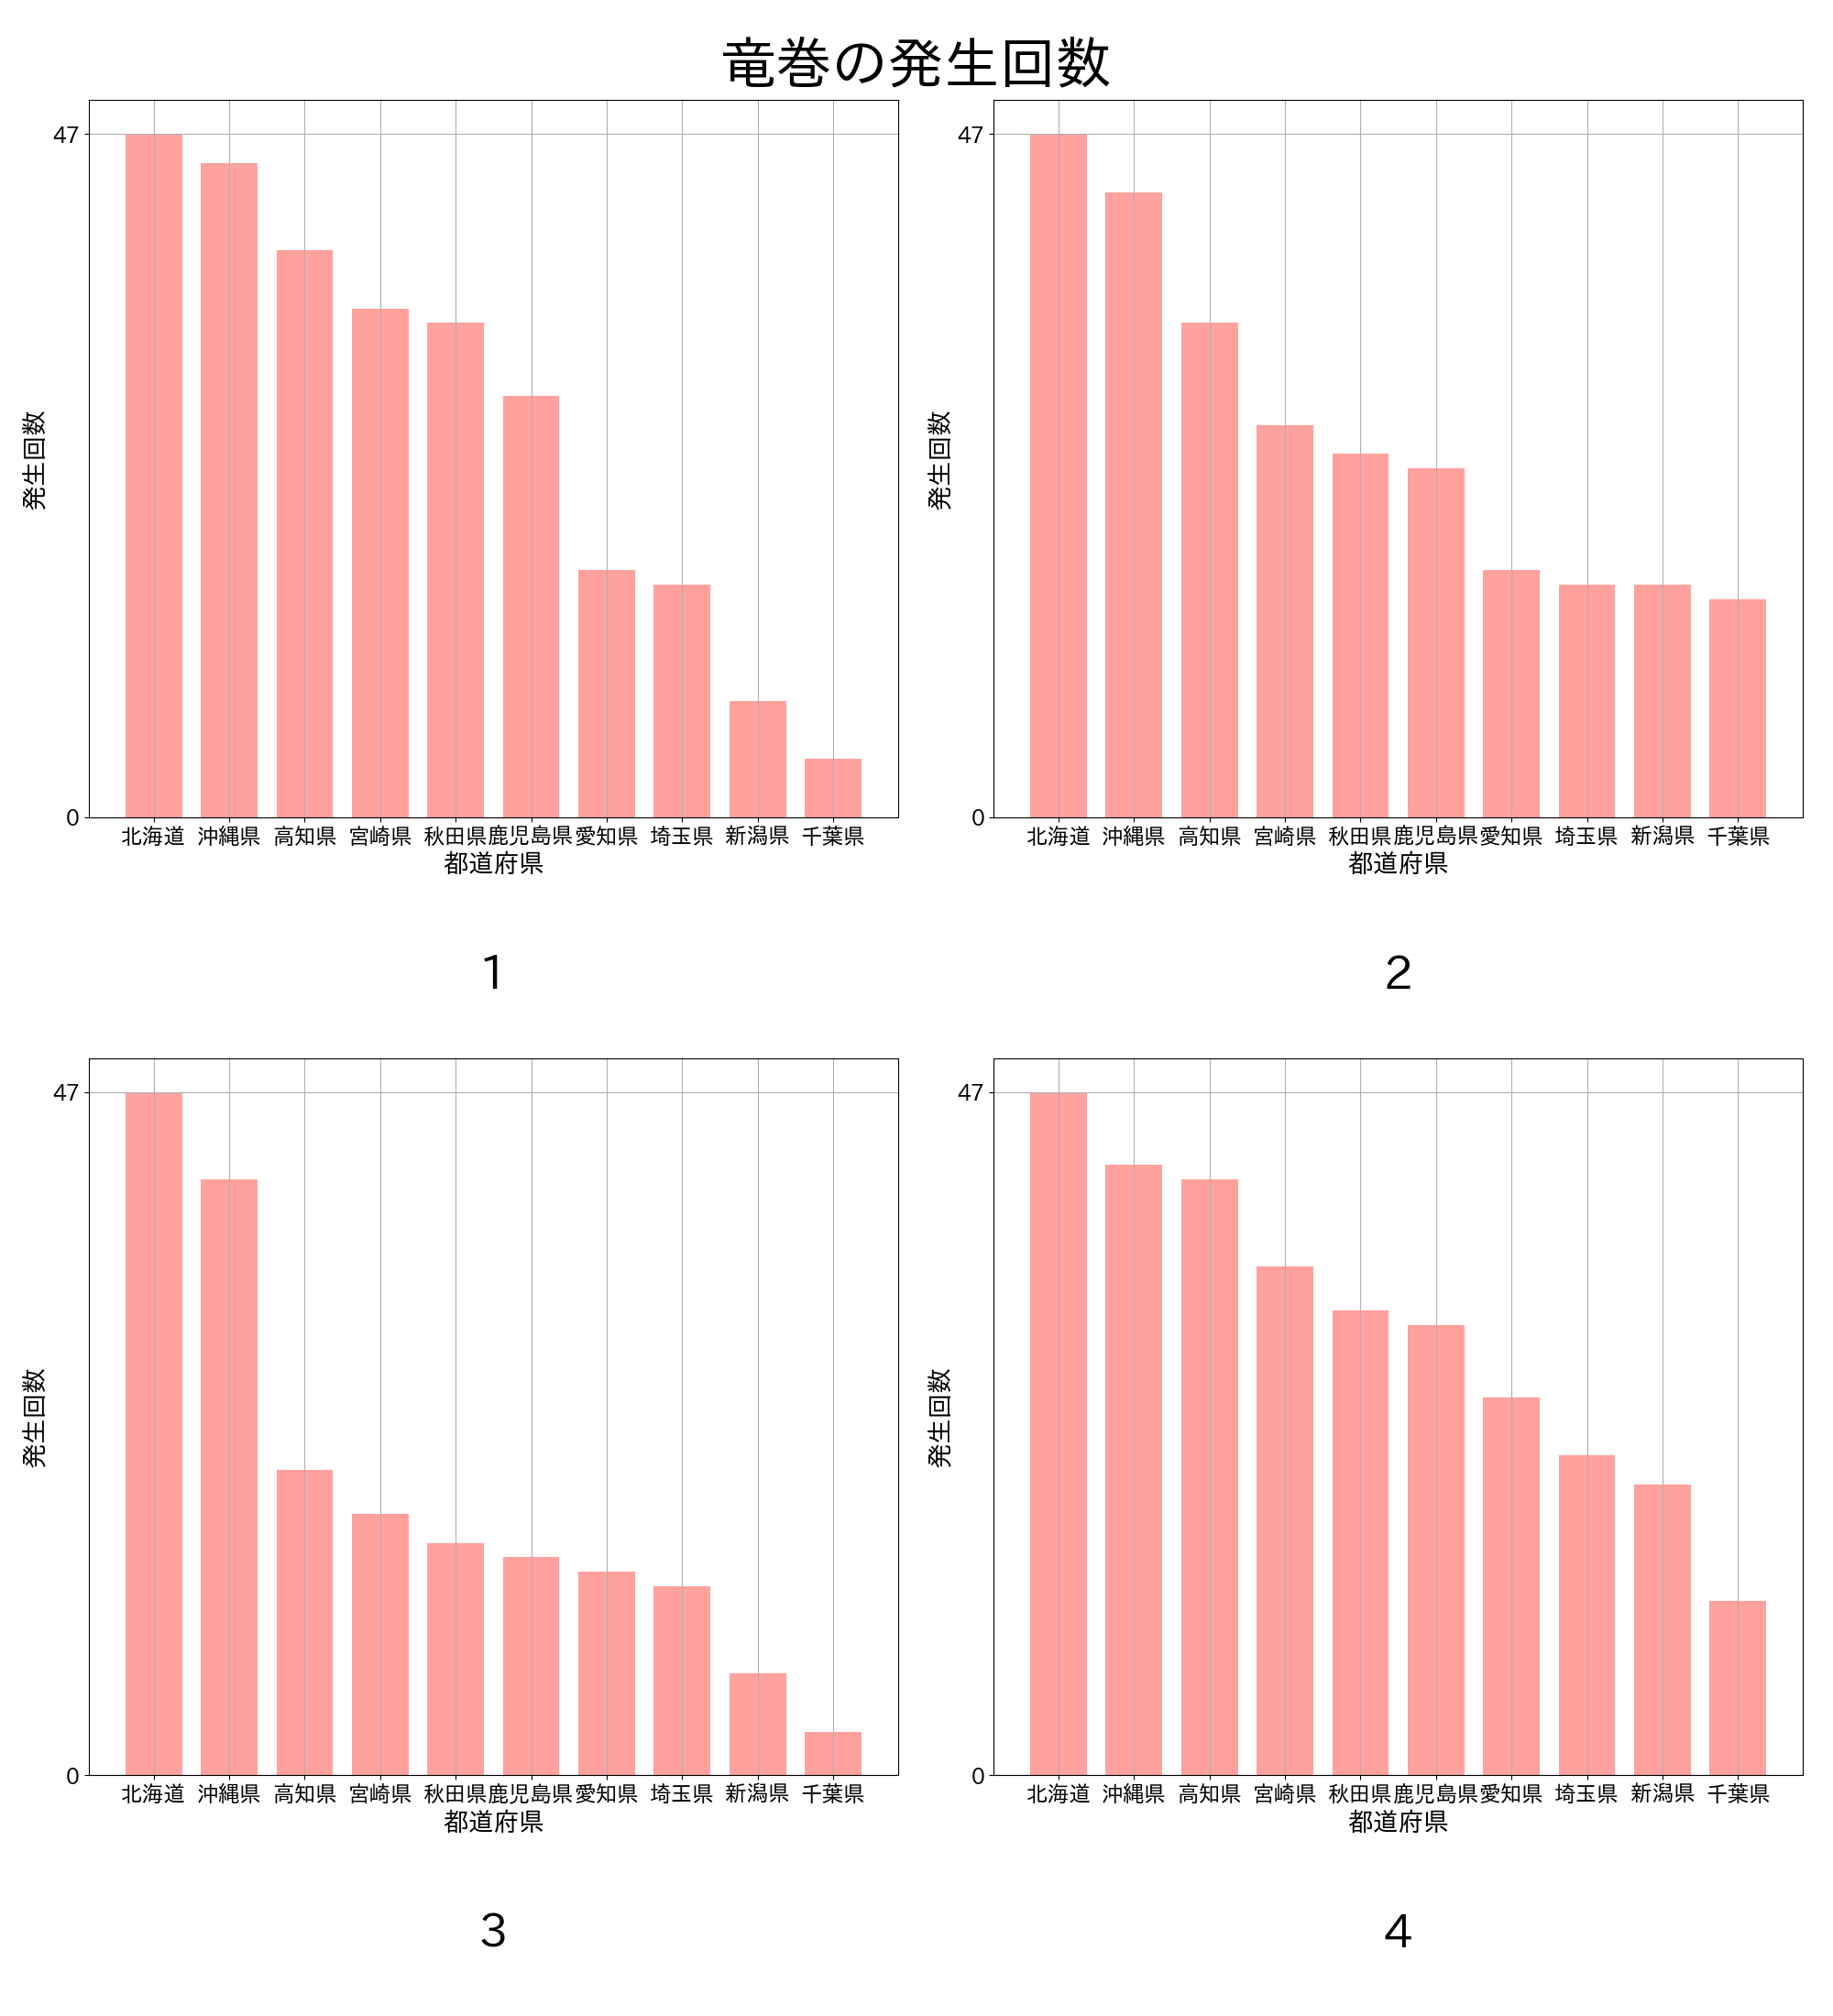 竜巻の発生回数
47
0
発生回数
北海道 沖縄県 高知県 宮崎県 秋田県 鹿児島県 愛知県 埼玉県 新潟県 千葉県
都道府県
1
47
0
発生回数
北海道 沖縄県 高知県 宮崎県 秋田県 鹿児島県 愛知県 埼玉県 新潟県 千葉県
都道府県
2
47
0
発生回数
北海道 沖縄県 高知県 宮崎県 秋田県 鹿児島県 愛知県 埼玉県 新潟県 千葉県
都道府県
3
47
0
発生回数
北海道 沖縄県 高知県 宮崎県 秋田県 鹿児島県 愛知県 埼玉県 新潟県 千葉県
都道府県
4